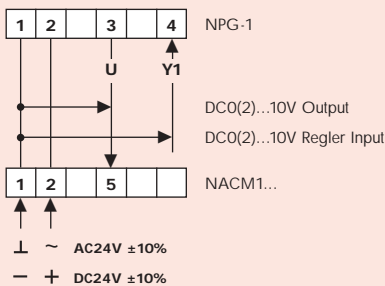 1 2 3 4 NPG-1
U Y1
DC0(2)...10V Output
DC0(2)...10V Regler Input
1 2 5 NACM1...
⊥ ~ AC24V ±10%
− + DC24V ±10%